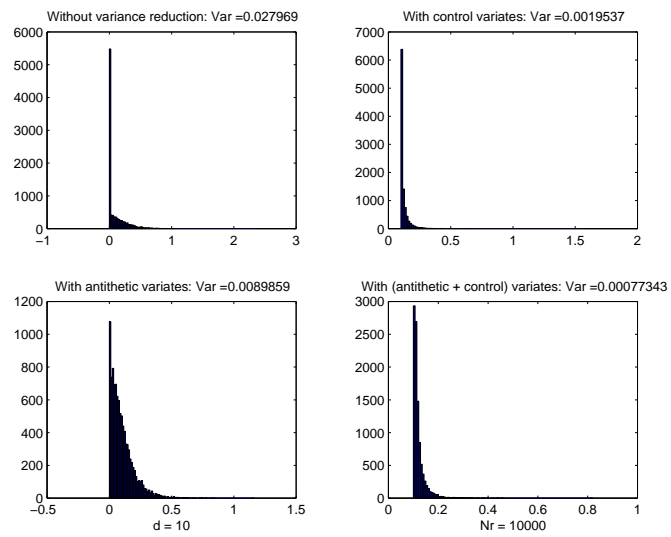 Without variance reduction: Var =0.027969
6000
5000
4000
3000
2000
1000
0
−1 0 1 2 3
With control variates: Var =0.0019537
7000
6000
5000
4000
3000
2000
1000
0
0 0.5 1 1.5 2
With antithetic variates: Var =0.0089859
1200
1000
800
600
400
200
0
−0.5 0 0.5 1 1.5
d = 10
With (antithetic + control) variates: Var =0.00077343
3000
2500
2000
1500
1000
500
0
0 0.2 0.4 0.6 0.8 1
Nr = 10000